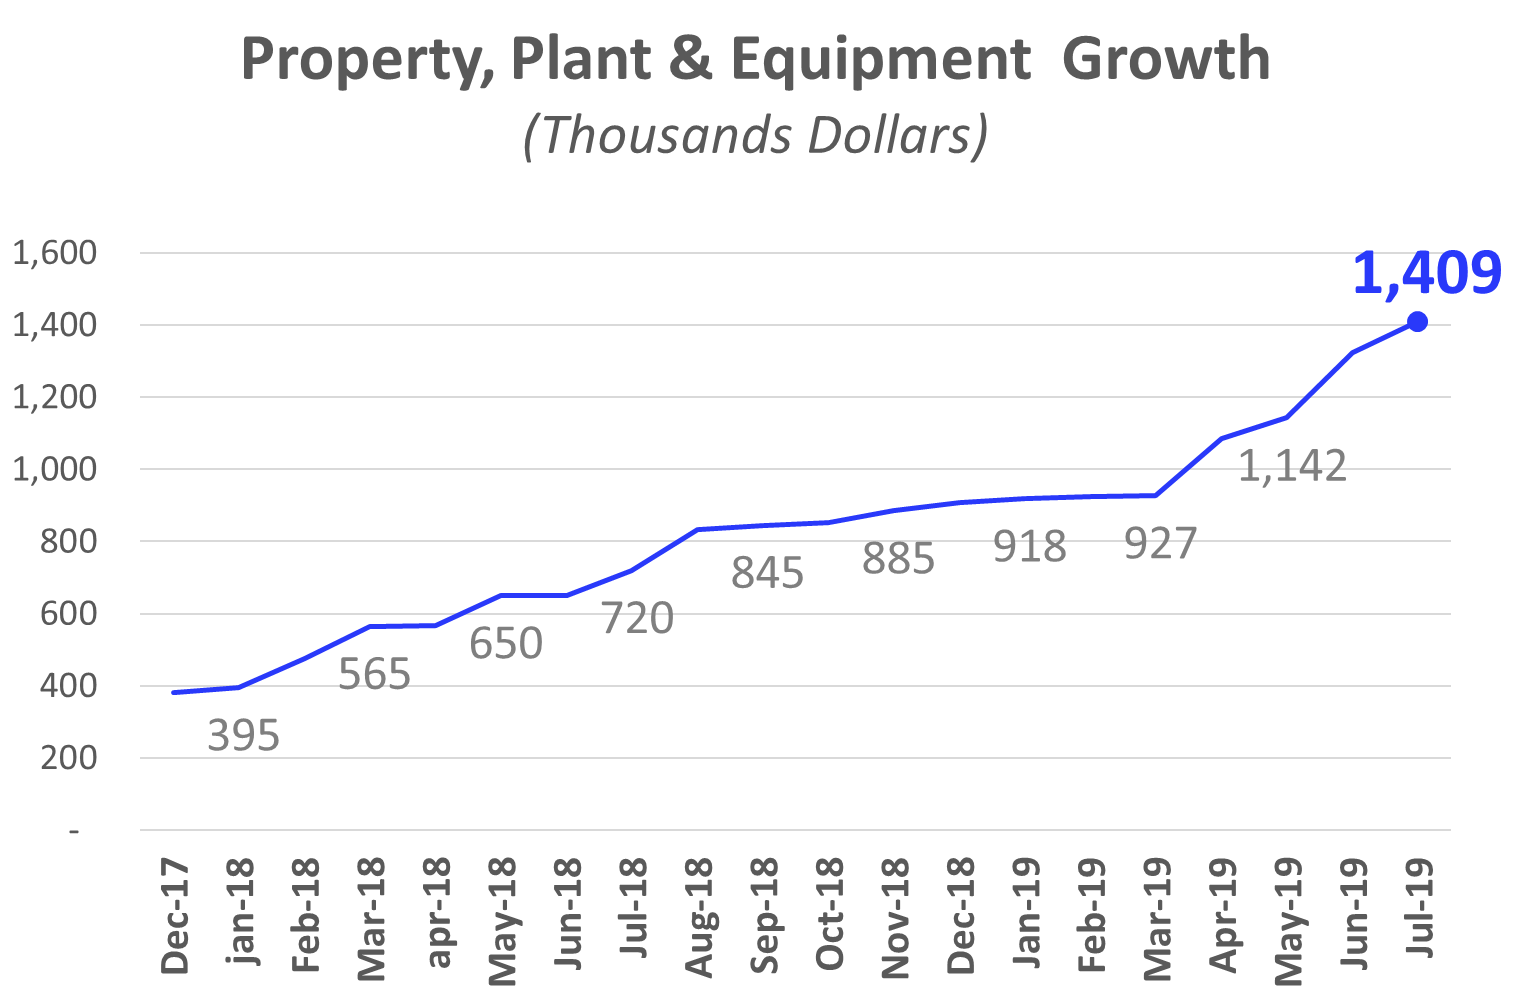 Property, Plant & Equipment  Growth
(Thousands Dollars)
1,600
1,400
1,200
1,000
800
600
400
200
-
395
565
650
720
845
885
918
927
1,142
1,409
Dec-17
jan-18
Feb-18
Mar-18
apr-18
May-18
Jun-18
Jul-18
Aug-18
Sep-18
Oct-18
Nov-18
Dec-18
Jan-19
Feb-19
Mar-19
Apr-19
May-19
Jun-19
Jul-19